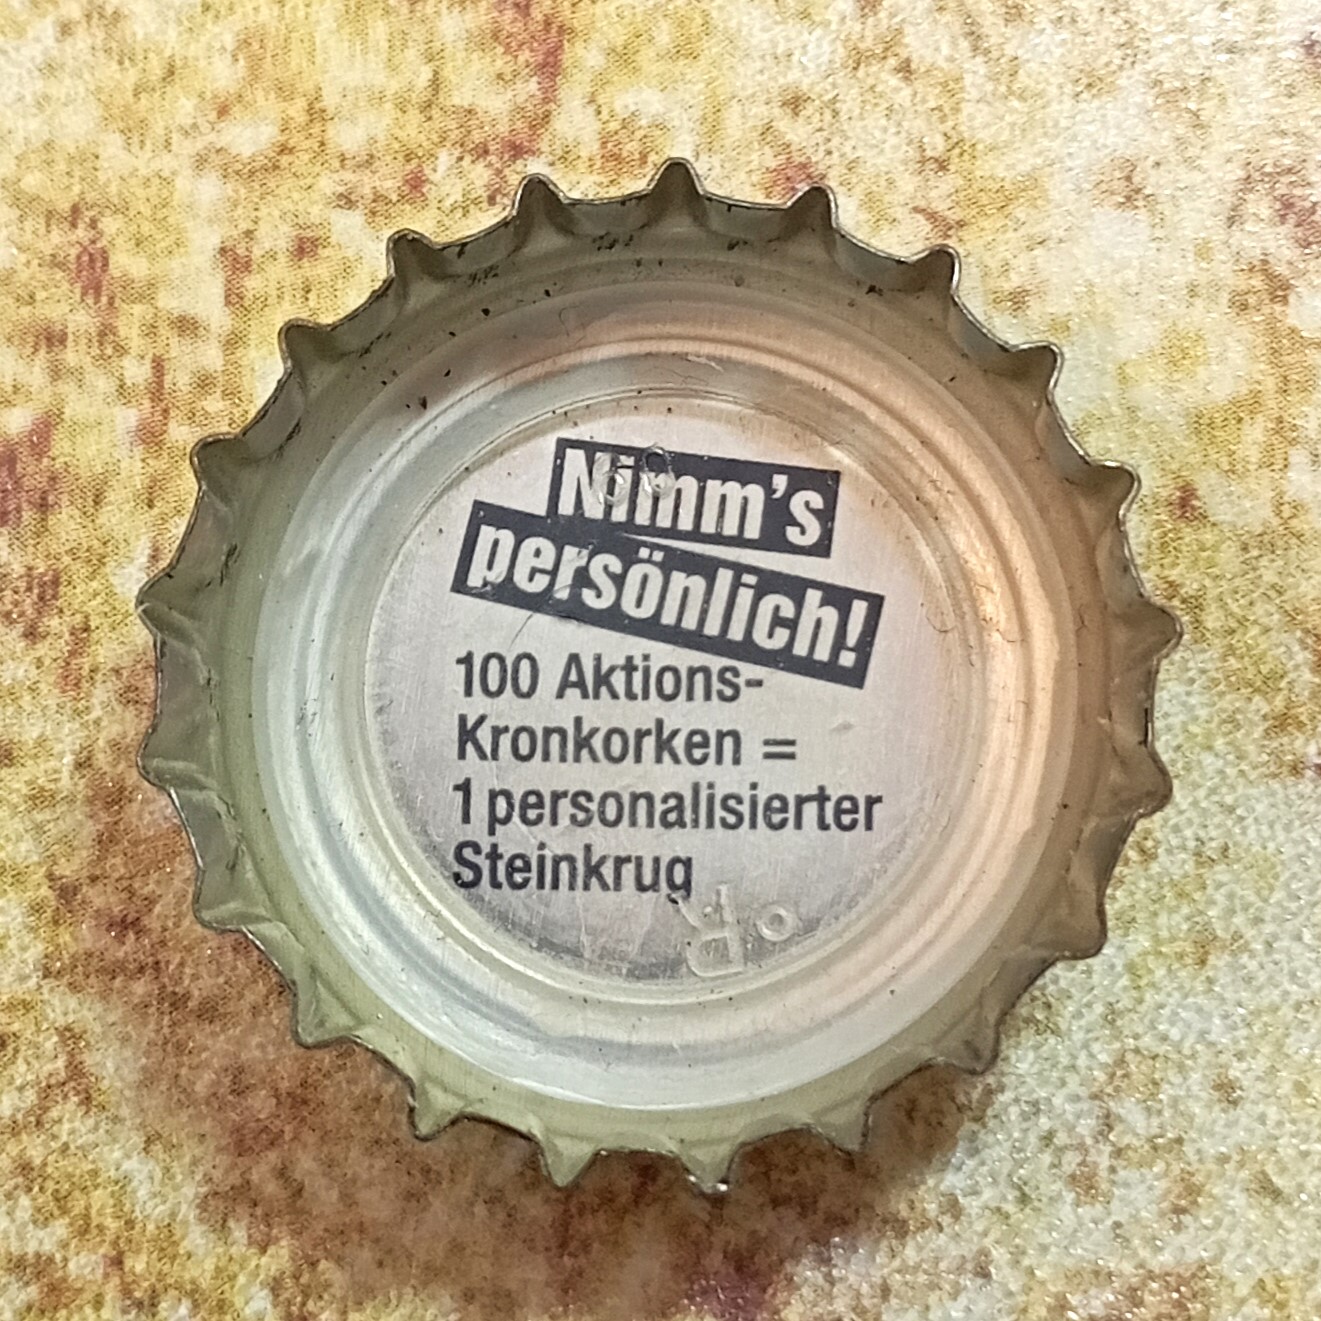 Nimm's
persönlich!
100 Aktions-
Kronkorken =
1 personalisierter
Steinkrug